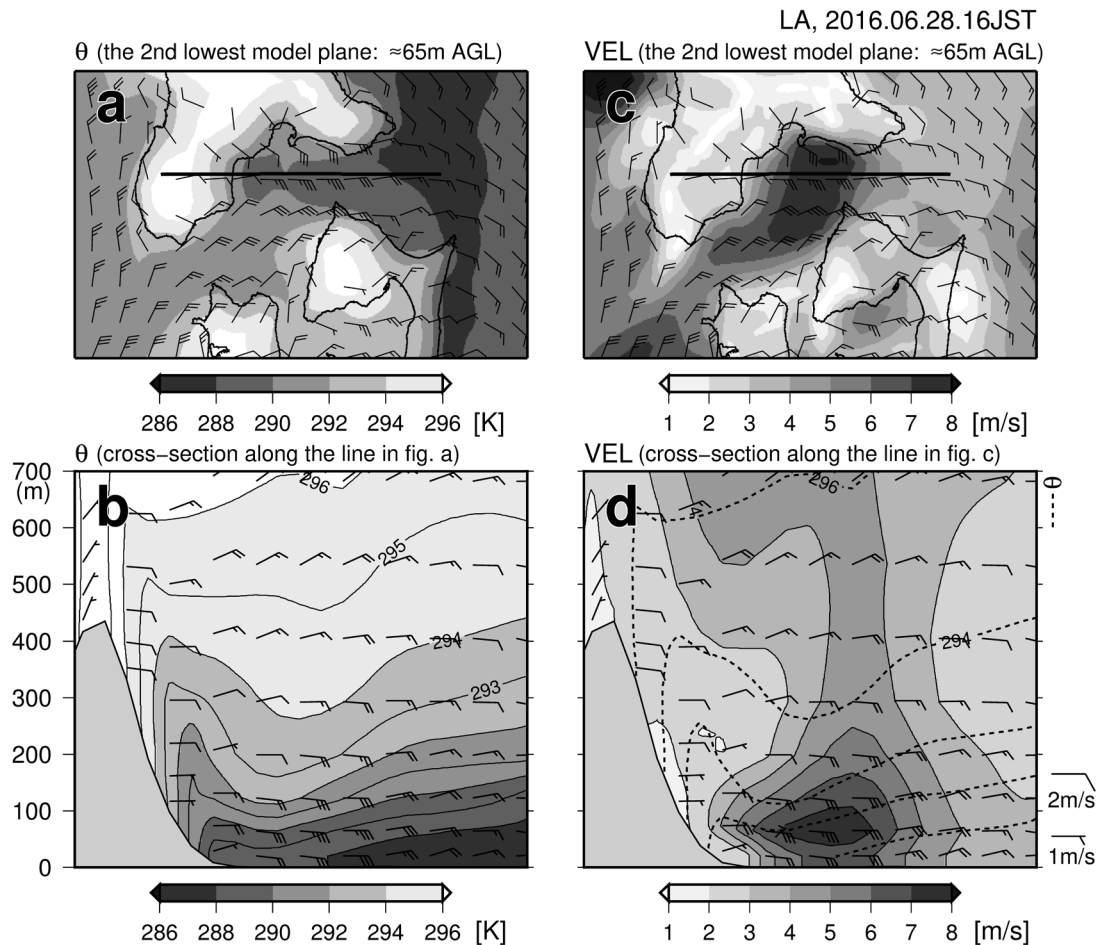 LA, 2016.06.28.16JST
θ (the 2nd lowest model plane: ≈65m AGL)
VEL (the 2nd lowest model plane: ≈65m AGL)
a
c
286 288 290 292 294 296 [K]
1 2 3 4 5 6 7 8 [m/s]
θ (cross−section along the line in fig. a)
VEL (cross−section along the line in fig. c)
700
(m)
600
500
400
300
200
100
0
b
296
295
294
293
d
4
296
294
θ
2m/s
1m/s
286 288 290 292 294 296 [K]
1 2 3 4 5 6 7 8 [m/s]